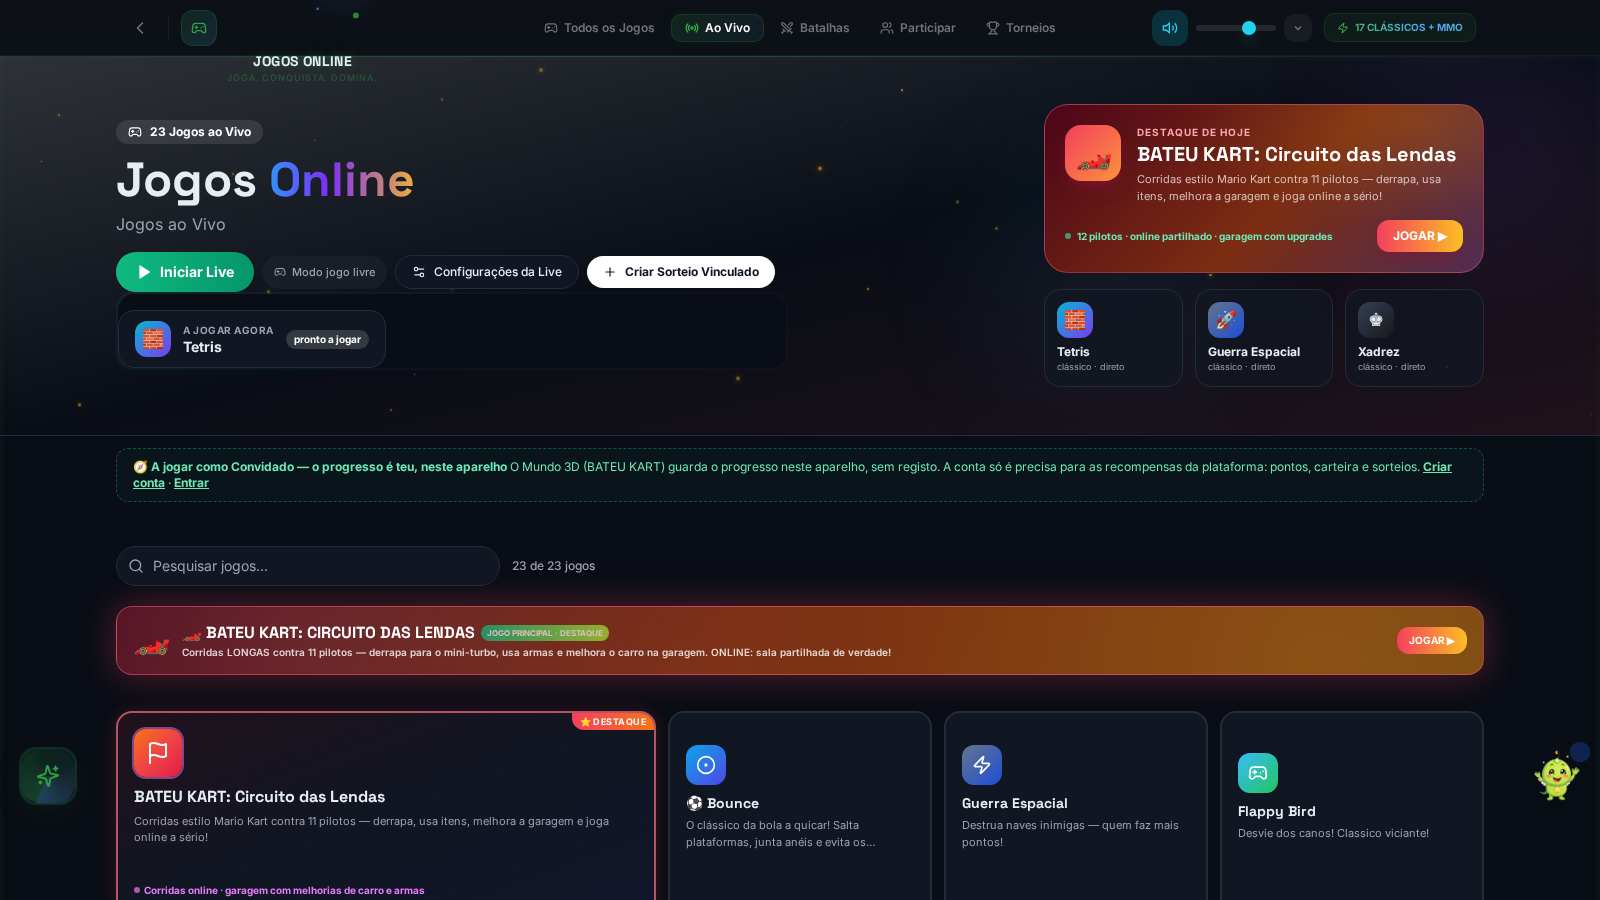 Todos os Jogos
Ao Vivo
Batalhas
Participar
Torneios
17 CLÁSSICOS + MMO
JOGOS ONLINE
JOGA. CONQUISTA. DOMINA.
23 Jogos ao Vivo
Jogos Online
Jogos ao Vivo
Iniciar Live
Modo jogo livre
Configurações da Live
Criar Sorteio Vinculado
A JOGAR AGORA
Tetris
pronto a jogar
DESTAQUE DE HOJE
BATEU KART: Circuito das Lendas
Corridas estilo Mario Kart contra 11 pilotos — derrapa, usa
itens, melhora a garagem e joga online a sério!
12 pilotos · online partilhado · garagem com upgrades
JOGAR ▶
Tetris
clássico · direto
Guerra Espacial
clássico · direto
Xadrez
clássico · direto
🧭 A jogar como Convidado — o progresso é teu, neste aparelho O Mundo 3D (BATEU KART) guarda o progresso neste aparelho, sem registo. A conta só é precisa para as recompensas da plataforma: pontos, carteira e sorteios. Criar
conta · Entrar
Pesquisar jogos...
23 de 23 jogos
BATEU KART: CIRCUITO DAS LENDAS
JOGO PRINCIPAL · DESTAQUE
Corridas LONGAS contra 11 pilotos — derrapa para o mini-turbo, usa armas e melhora o carro na garagem. ONLINE: sala partilhada de verdade!
JOGAR ▶
⭐ DESTAQUE
BATEU KART: Circuito das Lendas
Corridas estilo Mario Kart contra 11 pilotos — derrapa, usa itens, melhora a garagem e joga
online a sério!
Corridas online · garagem com melhorias de carro e armas
⚽ Bounce
O clássico da bola a quicar! Salta
plataformas, junta anéis e evita os...
Guerra Espacial
Destrua naves inimigas — quem faz mais
pontos!
Flappy Bird
Desvie dos canos! Classico viciante!